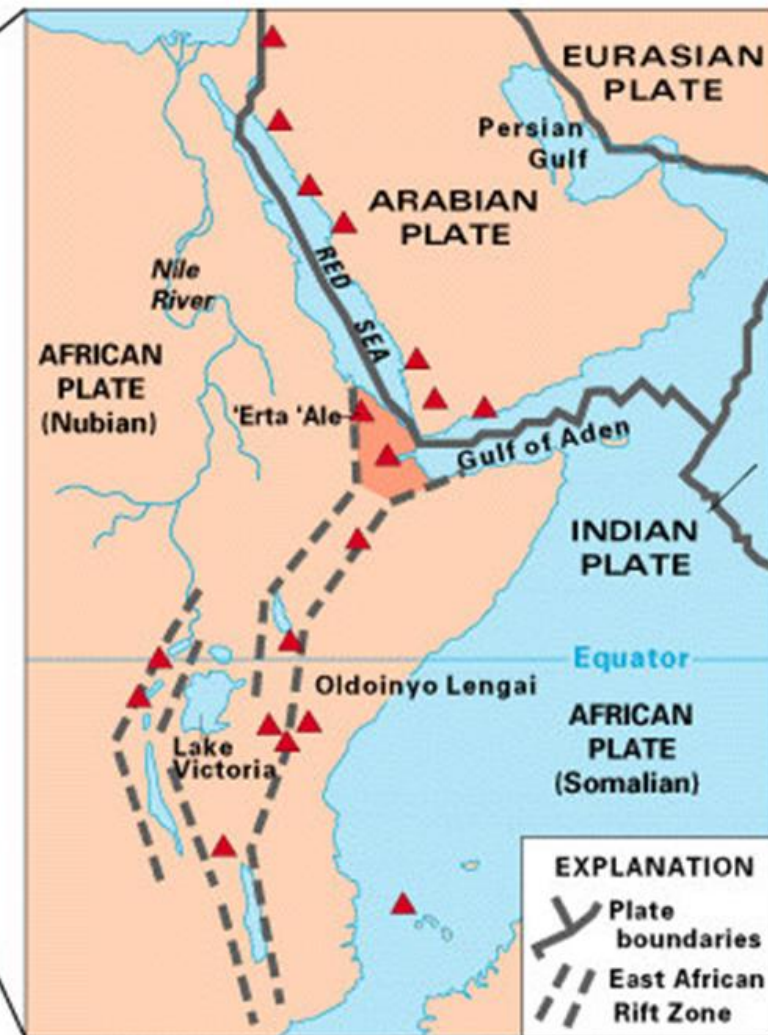 EURASIAN
PLATE
Persian
Gulf
ARABIAN
PLATE
RED
SEA
Nile
River
AFRICAN
PLATE
(Nubian)
'Erta 'Ale
Gulf of Aden
INDIAN
PLATE
Equator
Oldoinyo Lengai
AFRICAN
PLATE
(Somalian)
Lake
Victoria
EXPLANATION
Plate
boundaries
East African
Rift Zone